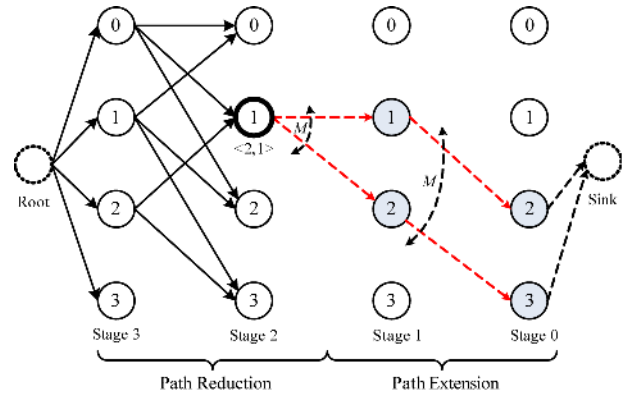 0 0 0 0
1 1 1 1
M
<2,1>
Root
2 2 2 2
M
Sink
3 3 3 3
Stage 3 Stage 2 Stage 1 Stage 0
Path Reduction Path Extension